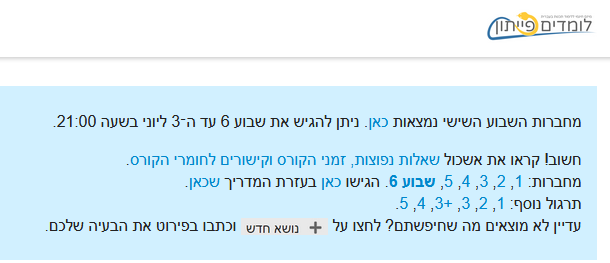 לומדים פייתון
מחברות השבוע השישי נמצאות כאן. ניתן להגיש את שבוע 6 עד ה־3 ליוני בשעה 21:00.
חשוב! קראו את אשכול שאלות נפוצות, זמני הקורס וקישורים לחומרי הקורס.
מחברות: 1, 2, 3, 4, 5, שבוע 6. הגישו כאן בעזרת המדריך שכאן.
תרגול נוסף: 1, 2, 3, 3+, 4, 5.
עדיין לא מוצאים מה שחיפשתם? לחצו על + נושא חדש וכתבו בפירוט את הבעיה שלכם.